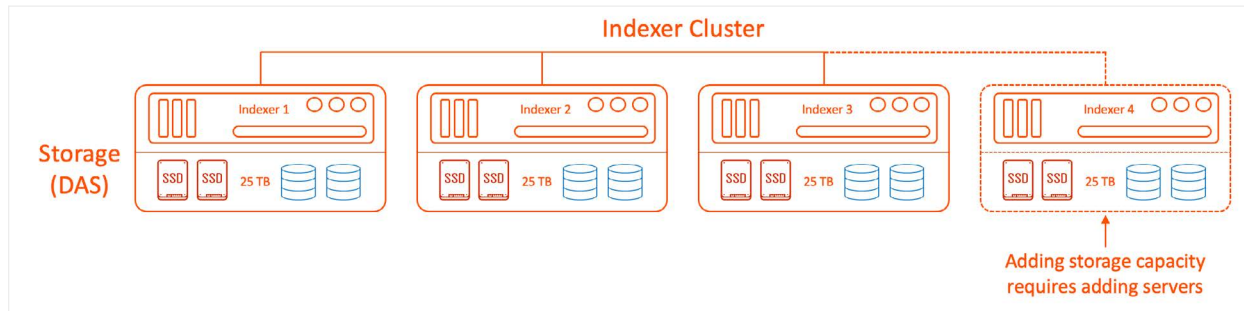 Indexer Cluster
Indexer 1
Indexer 2
Indexer 3
Indexer 4
Storage
(DAS)
SSD SSD 25 TB
SSD SSD 25 TB
SSD SSD 25 TB
SSD SSD 25 TB
Adding storage capacity
requires adding servers